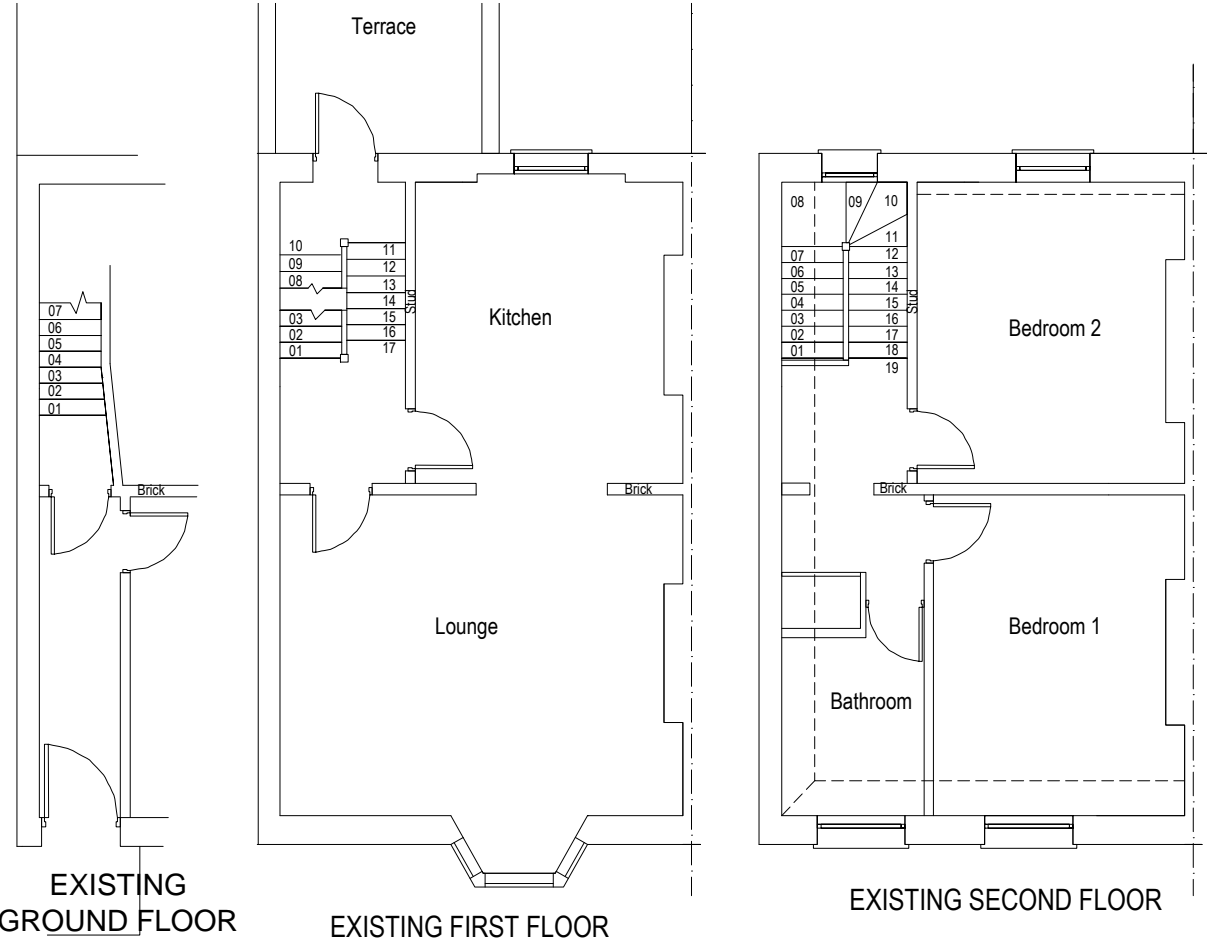 Terrace
07
06
05
04
03
02
01
Brick
EXISTING
GROUND FLOOR
10
09
08
03
02
01
11
12
13
14
15
16
17
Stud
Kitchen
Brick
Lounge
EXISTING FIRST FLOOR
08
09
10
11
07
06
05
04
03
02
01
12
13
14
15
16
17
18
19
Stud
Bedroom 2
Brick
Bedroom 1
Bathroom
EXISTING SECOND FLOOR